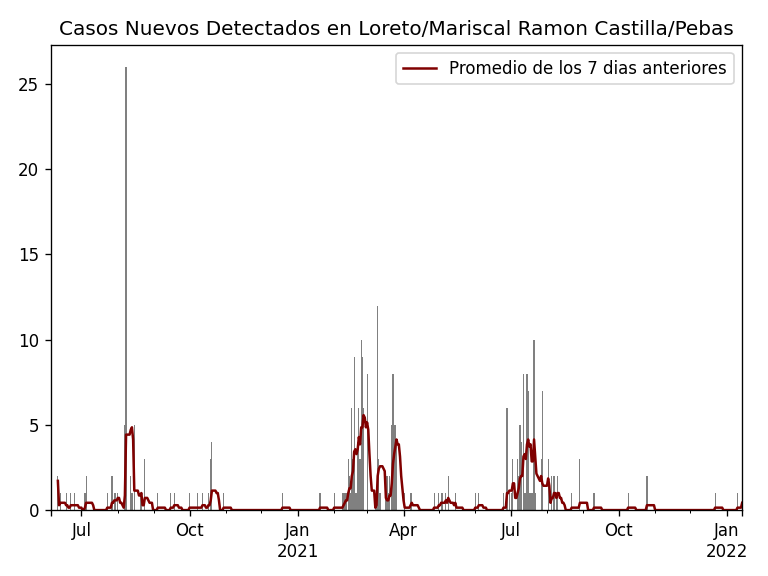 Casos Nuevos Detectados en Loreto/Mariscal Ramon Castilla/Pebas
Promedio de los 7 dias anteriores
25
20
15
10
5
0
Jul Oct Jan Apr Jul Oct Jan
2021 2022